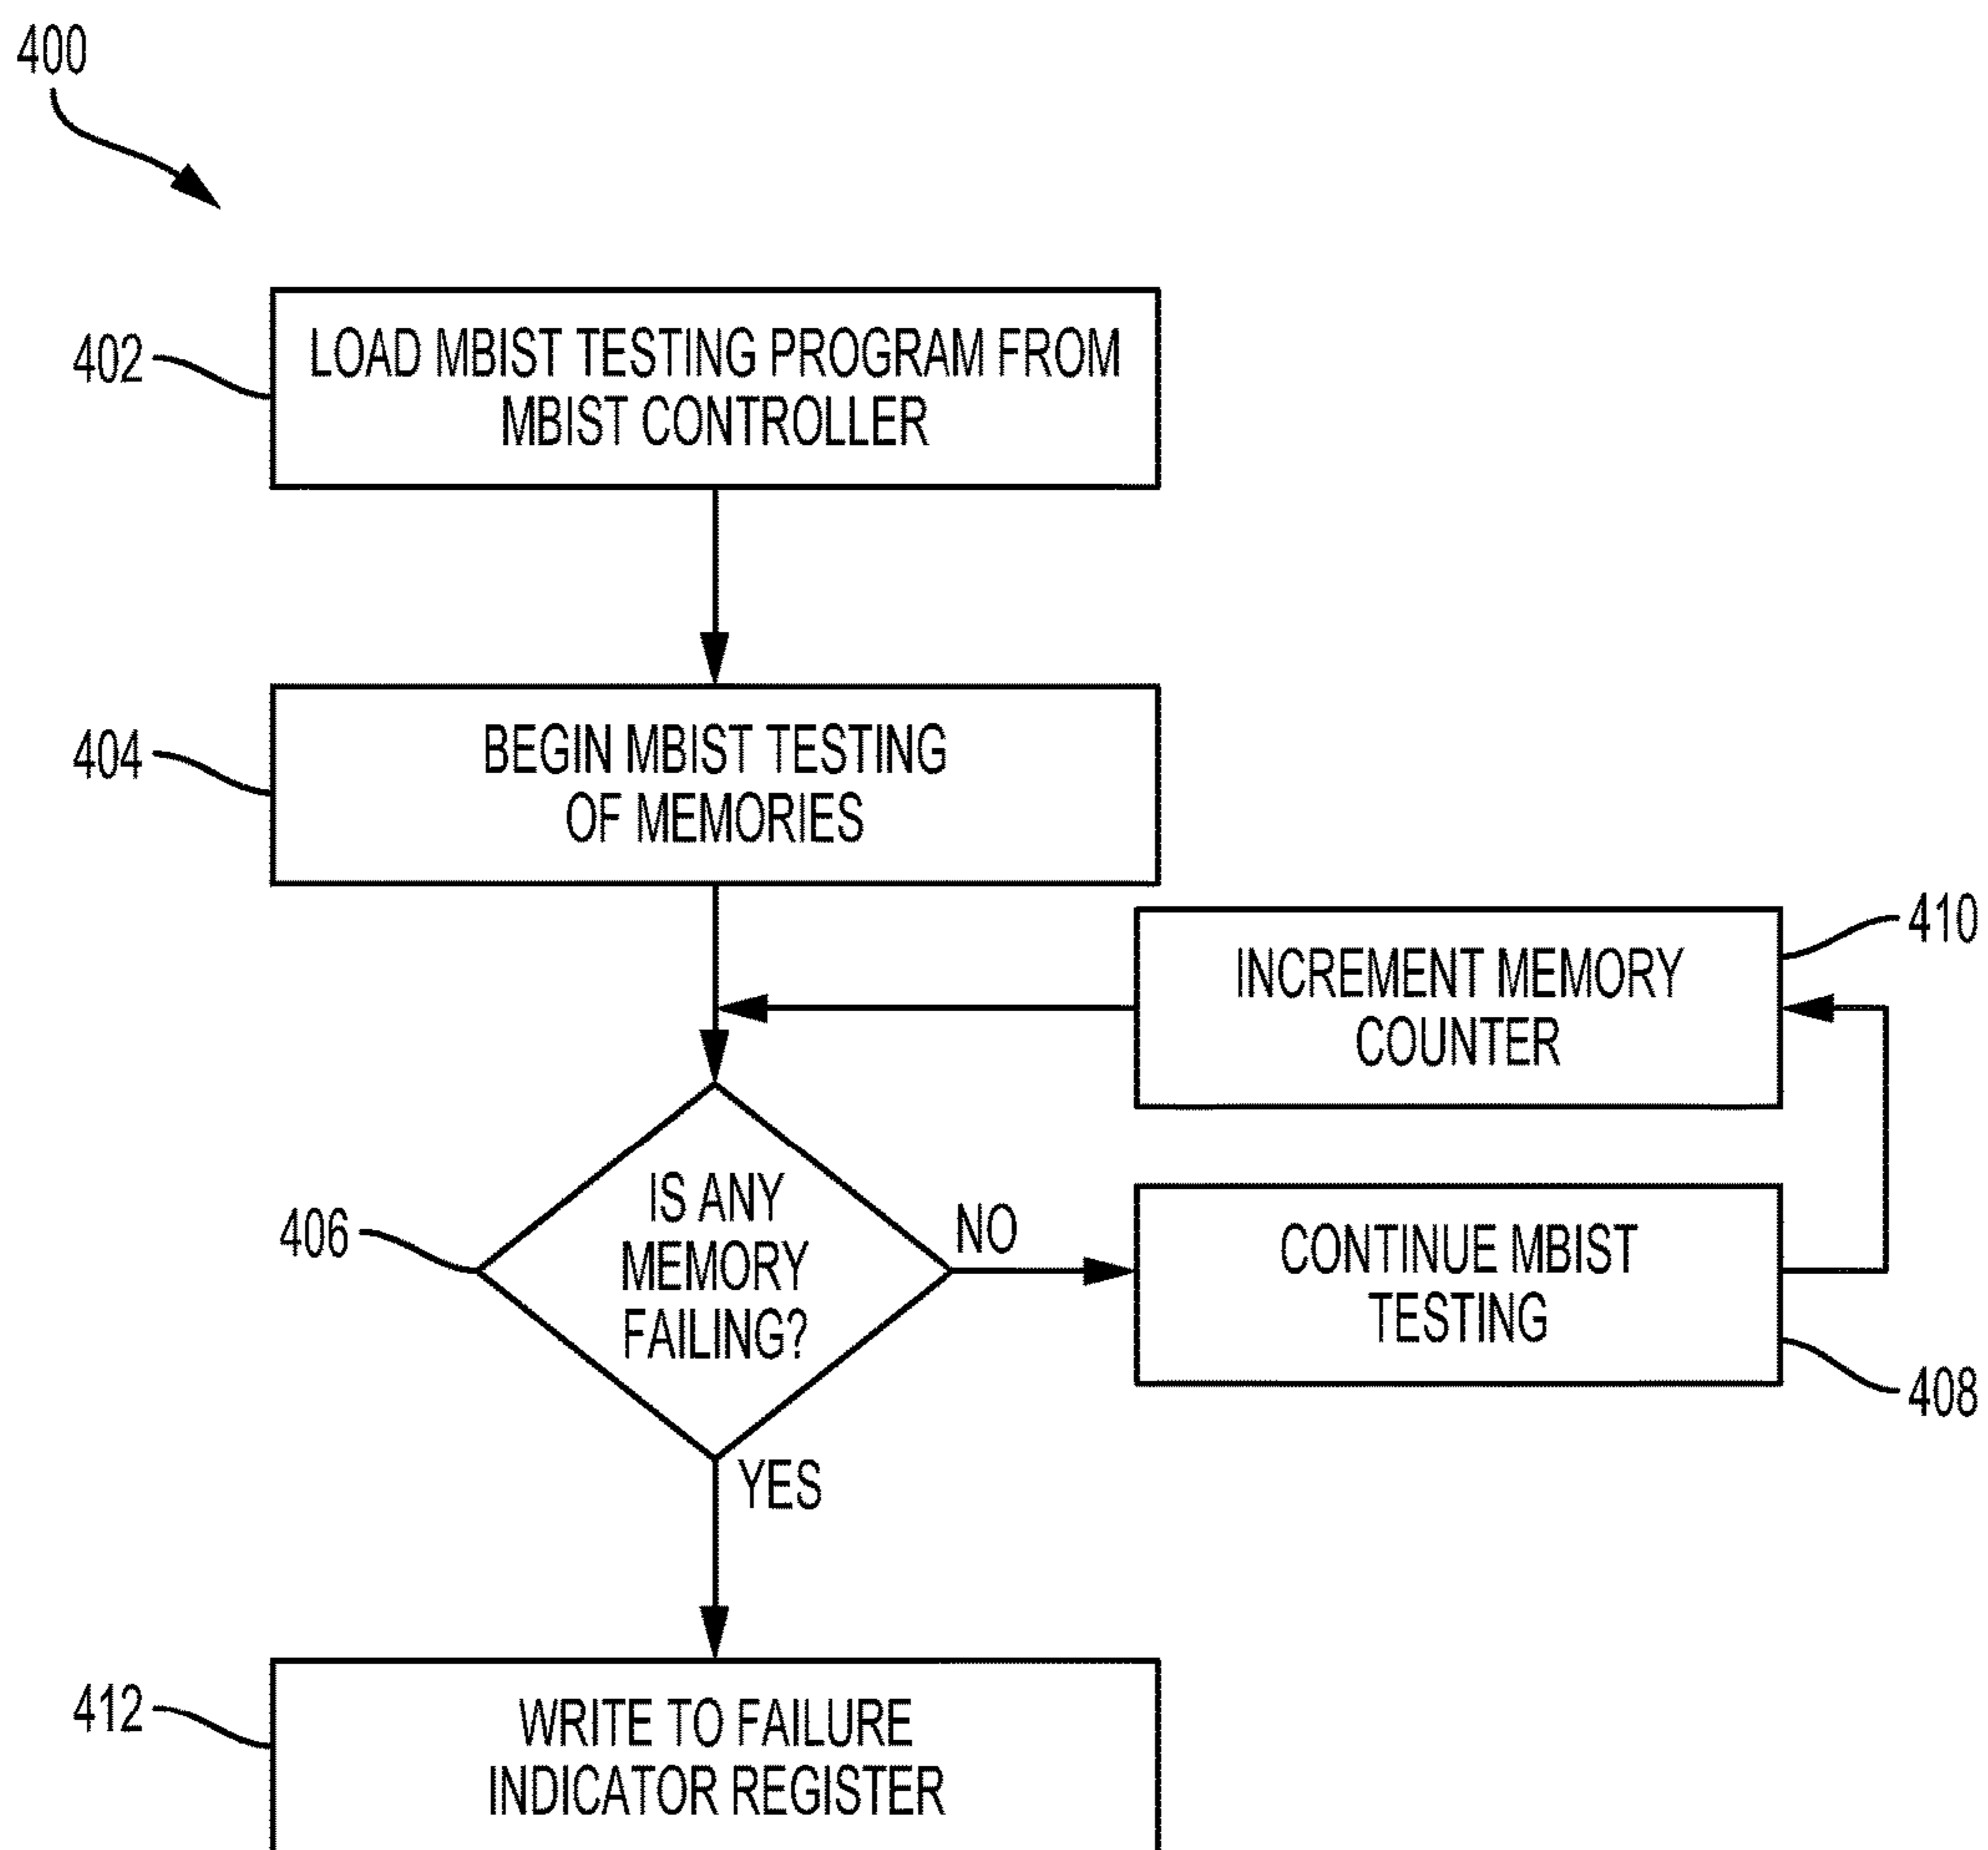 400
402
LOAD MBIST TESTING PROGRAM FROM
MBIST CONTROLLER
404
BEGIN MBIST TESTING
OF MEMORIES
410
INCREMENT MEMORY
COUNTER
406
IS ANY
MEMORY
FAILING?
NO
CONTINUE MBIST
TESTING
408
YES
412
WRITE TO FAILURE
INDICATOR REGISTER